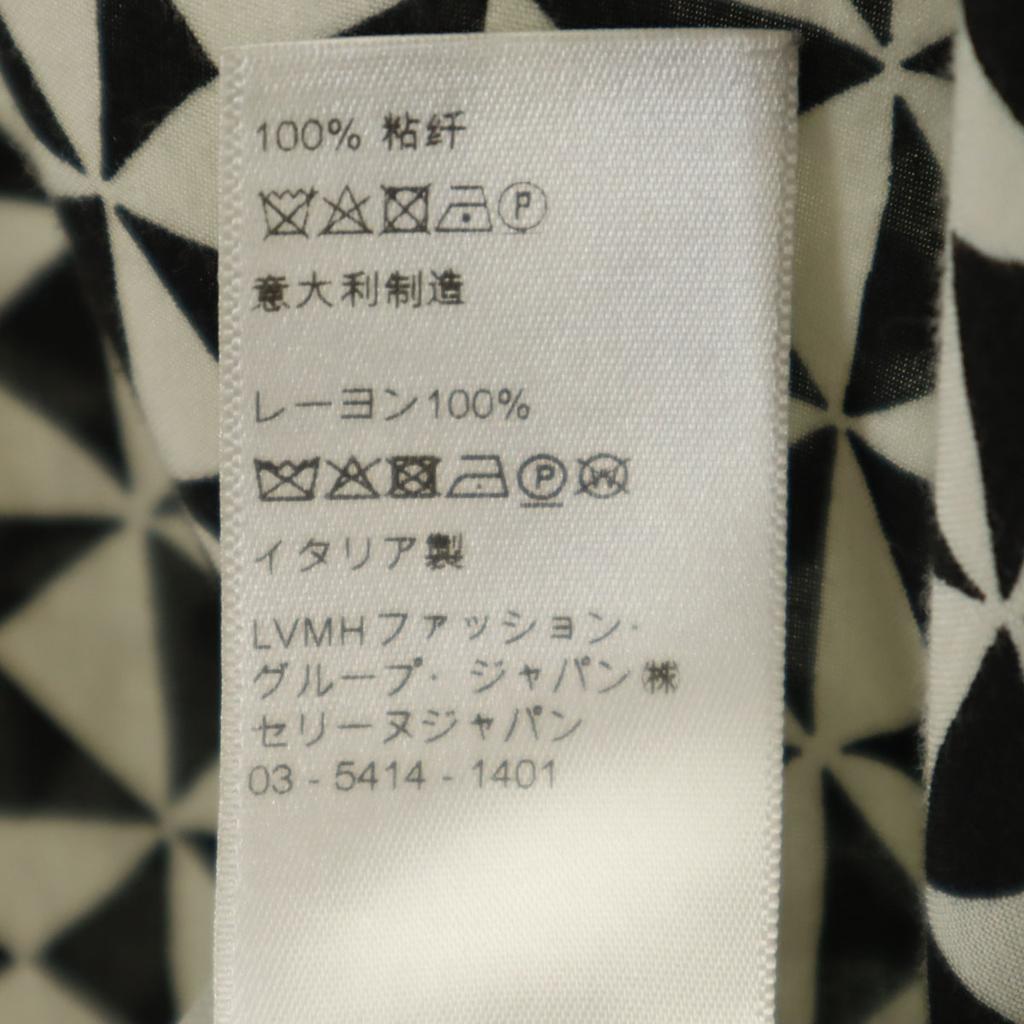 100% 粘纤
P
意大利制造
レーヨン100%
P W
イタリア製
LVMHファッション·
グループ· ジャパン㈱
セリーヌジャパン
03 - 5414 - 1401